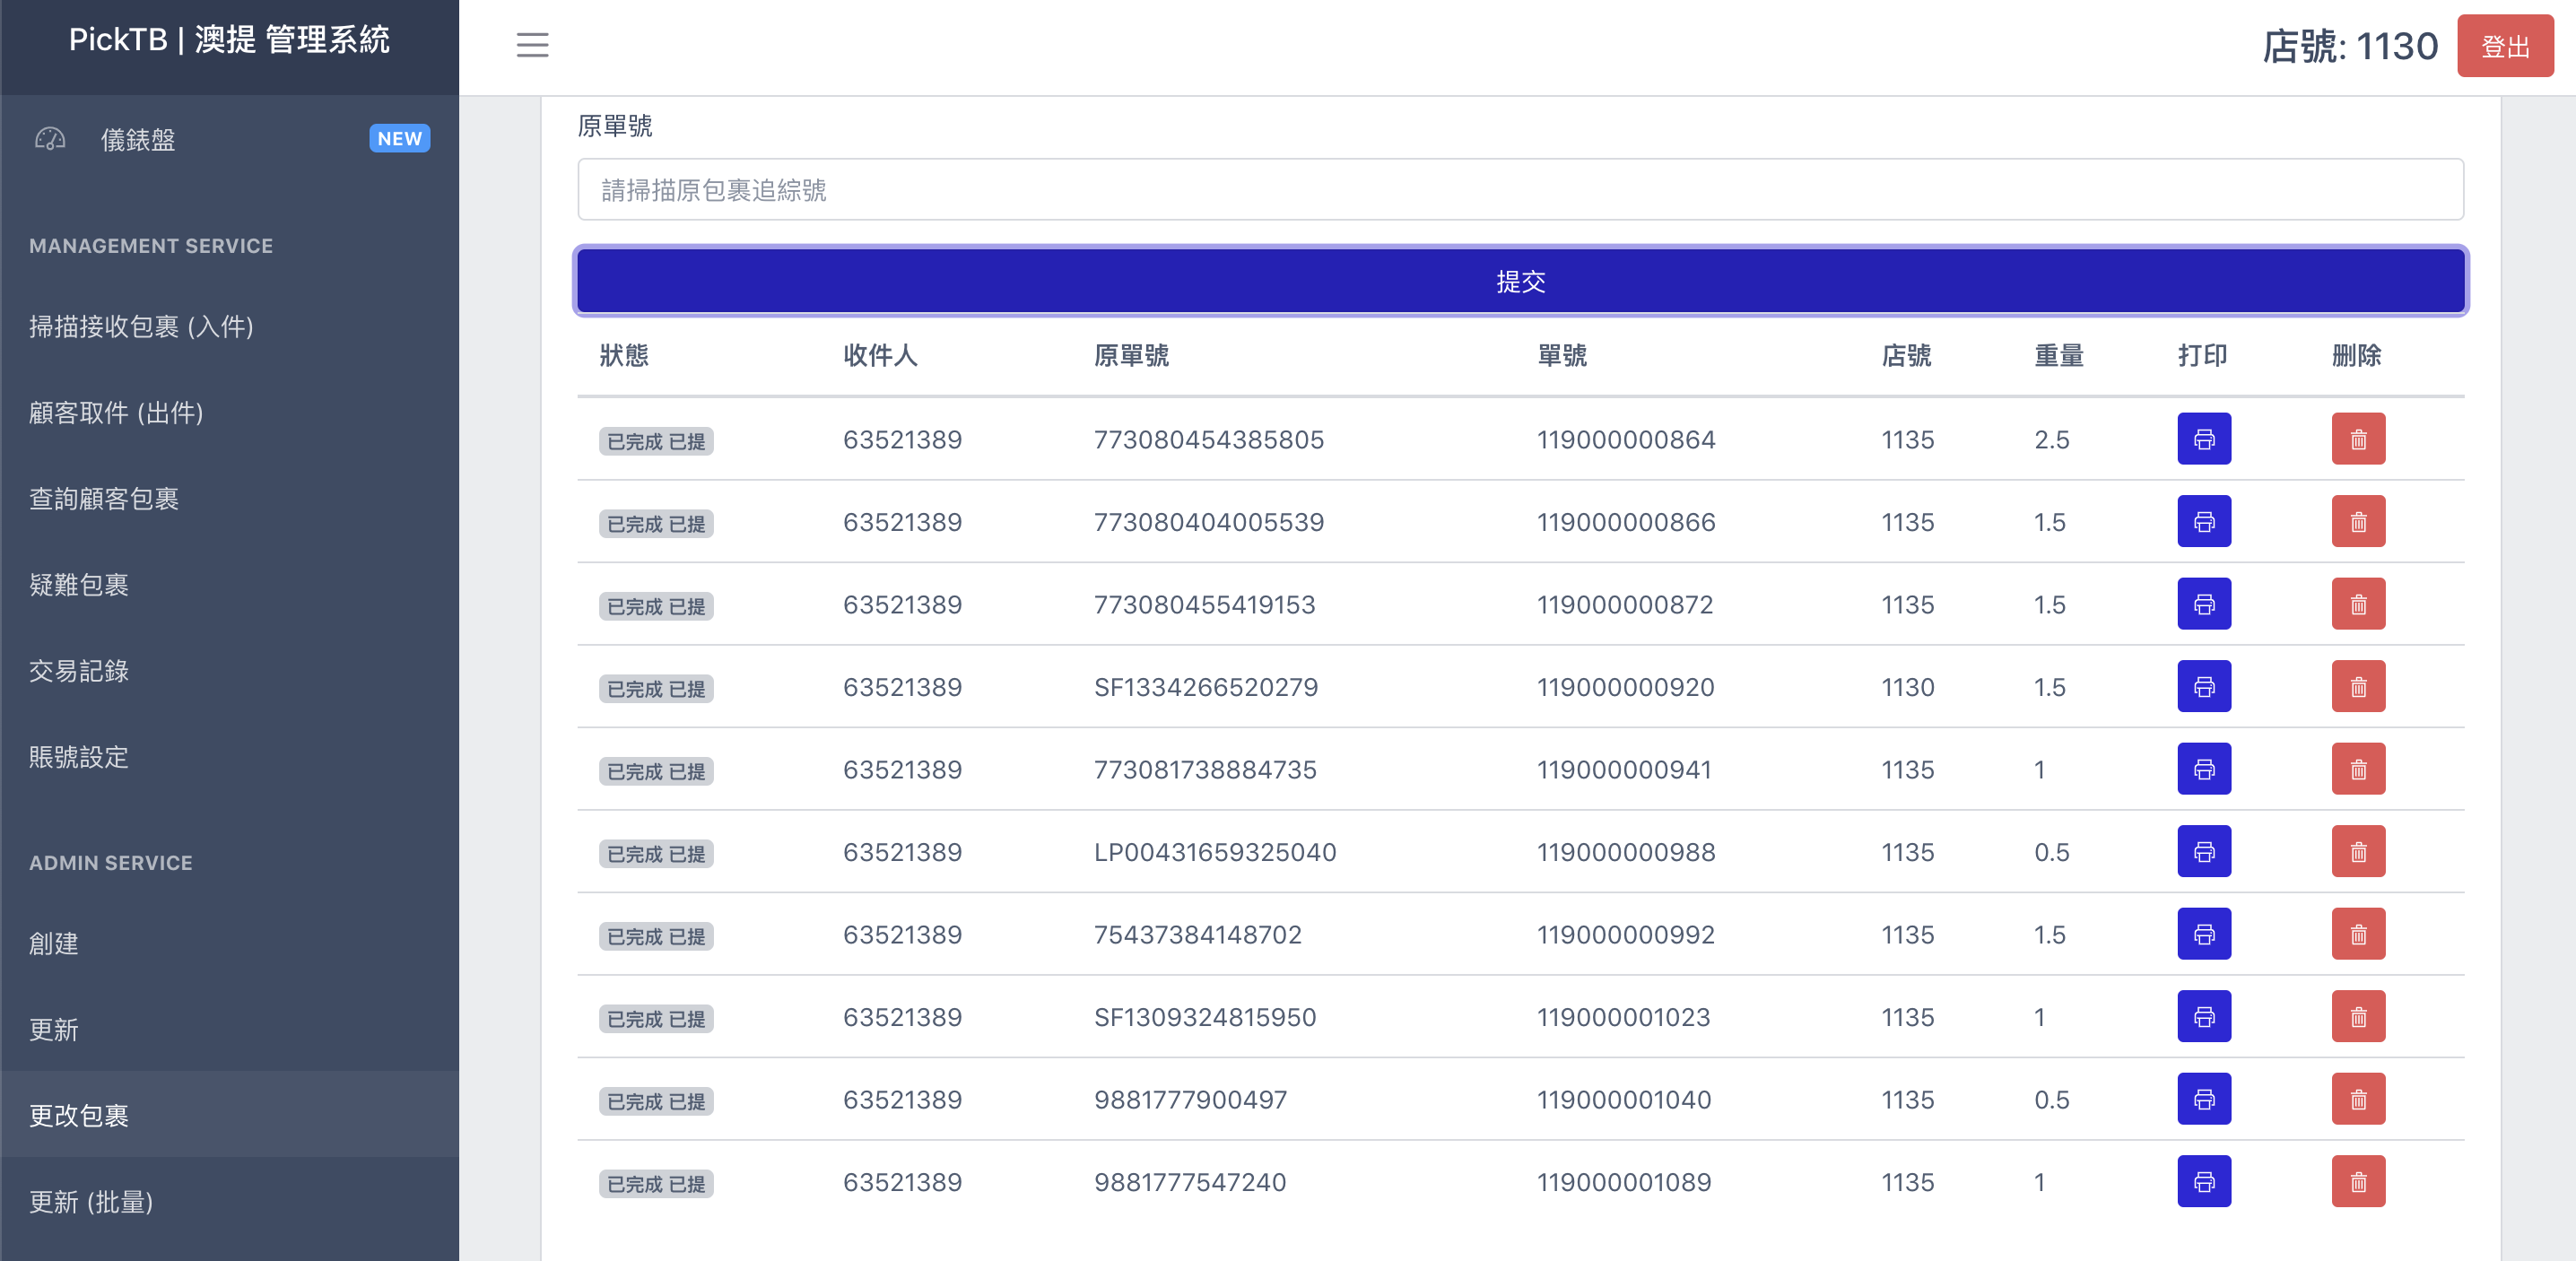 PickTB | 澳提 管理系統
店號: 1130
登出
儀錶盤
NEW
MANAGEMENT SERVICE
掃描接收包裹 (入件)
顧客取件 (出件)
查詢顧客包裹
疑難包裹
交易記錄
賬號設定
ADMIN SERVICE
創建
更新
更改包裹
更新 (批量)
原單號
請掃描原包裹追綜號
提交
狀態 收件人 原單號 單號 店號 重量 打印 刪除
已完成 已提 63521389 773080454385805 119000000864 1135 2.5
已完成 已提 63521389 773080404005539 119000000866 1135 1.5
已完成 已提 63521389 773080455419153 119000000872 1135 1.5
已完成 已提 63521389 SF1334266520279 119000000920 1130 1.5
已完成 已提 63521389 773081738884735 119000000941 1135 1
已完成 已提 63521389 LP00431659325040 119000000988 1135 0.5
已完成 已提 63521389 75437384148702 119000000992 1135 1.5
已完成 已提 63521389 SF1309324815950 119000001023 1135 1
已完成 已提 63521389 9881777900497 119000001040 1135 0.5
已完成 已提 63521389 9881777547240 119000001089 1135 1